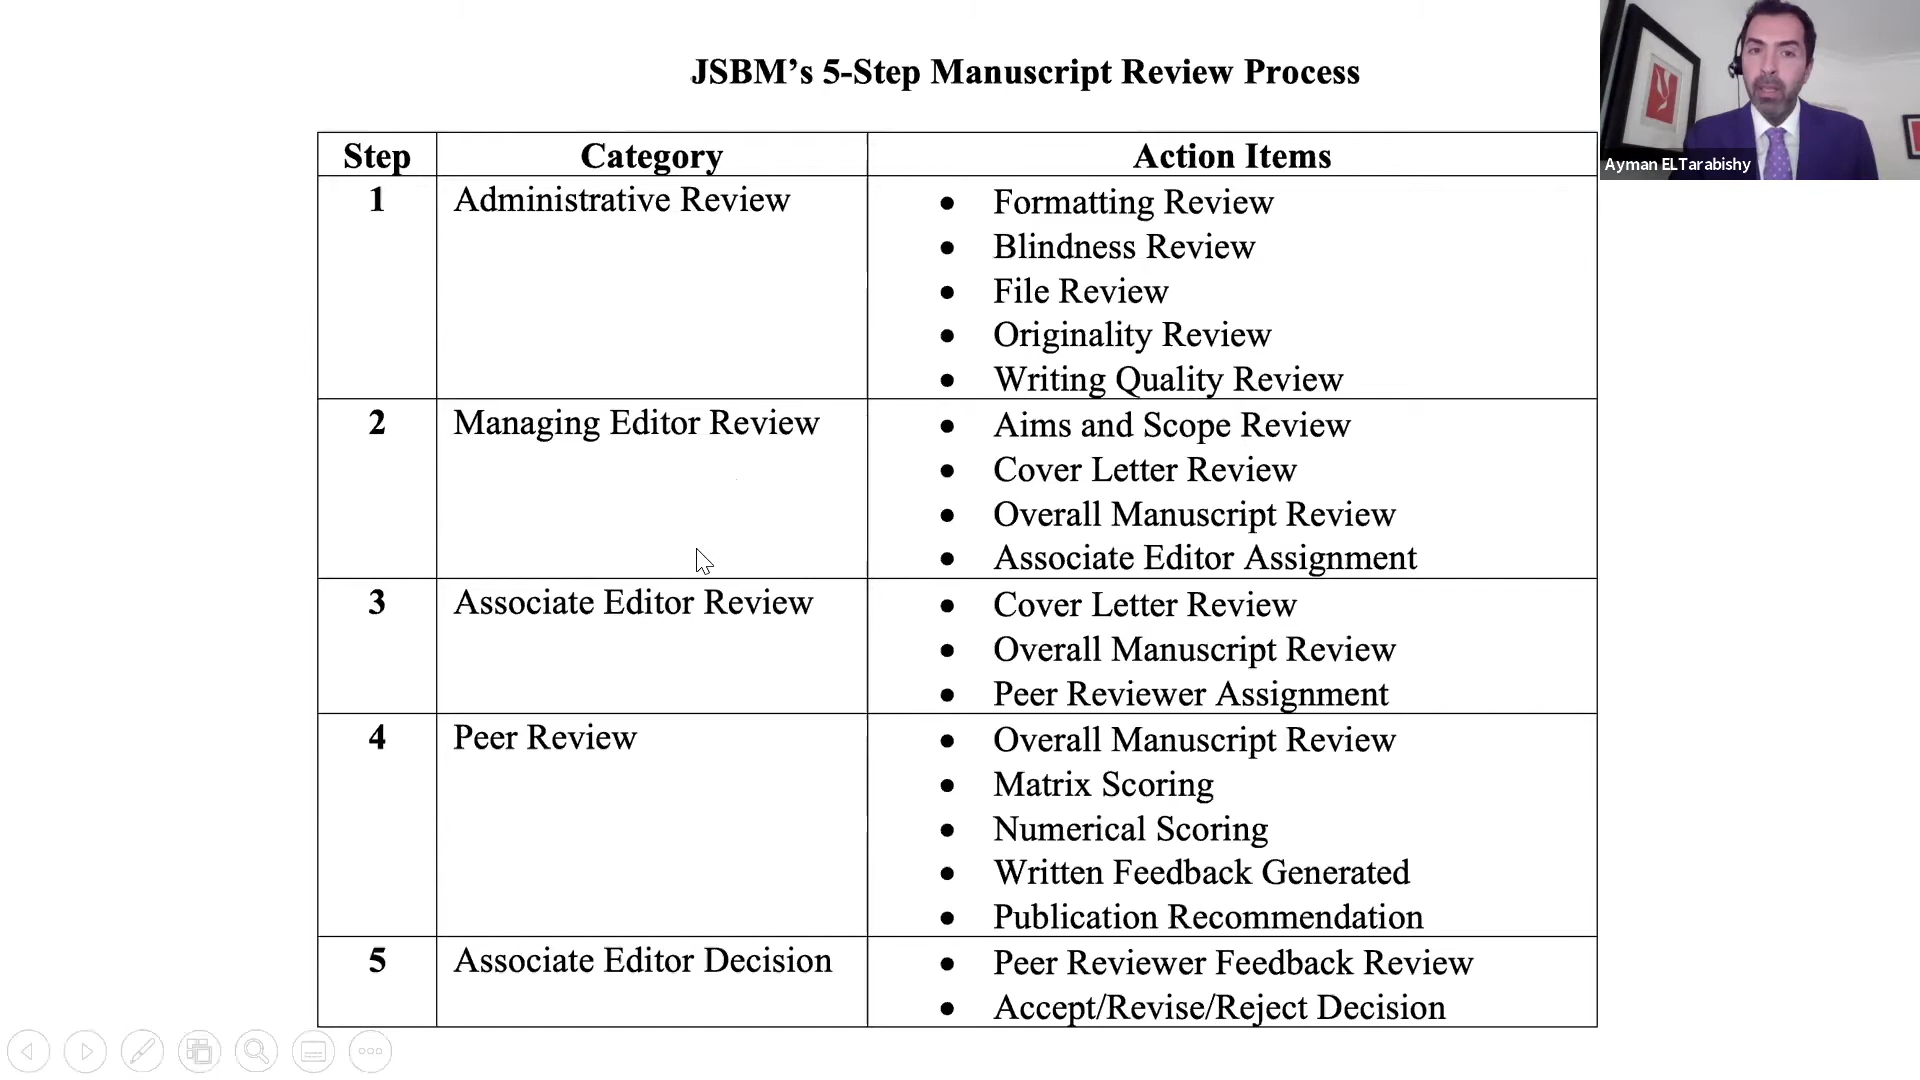 JSBM’s 5-Step Manuscript Review Process
Ayman ELTarabishy
Step Category Action Items
1 Administrative Review
• Formatting Review
• Blindness Review
• File Review
• Originality Review
• Writing Quality Review
2 Managing Editor Review
• Aims and Scope Review
• Cover Letter Review
• Overall Manuscript Review
• Associate Editor Assignment
3 Associate Editor Review
• Cover Letter Review
• Overall Manuscript Review
• Peer Reviewer Assignment
4 Peer Review
• Overall Manuscript Review
• Matrix Scoring
• Numerical Scoring
• Written Feedback Generated
• Publication Recommendation
5 Associate Editor Decision
• Peer Reviewer Feedback Review
• Accept/Revise/Reject Decision